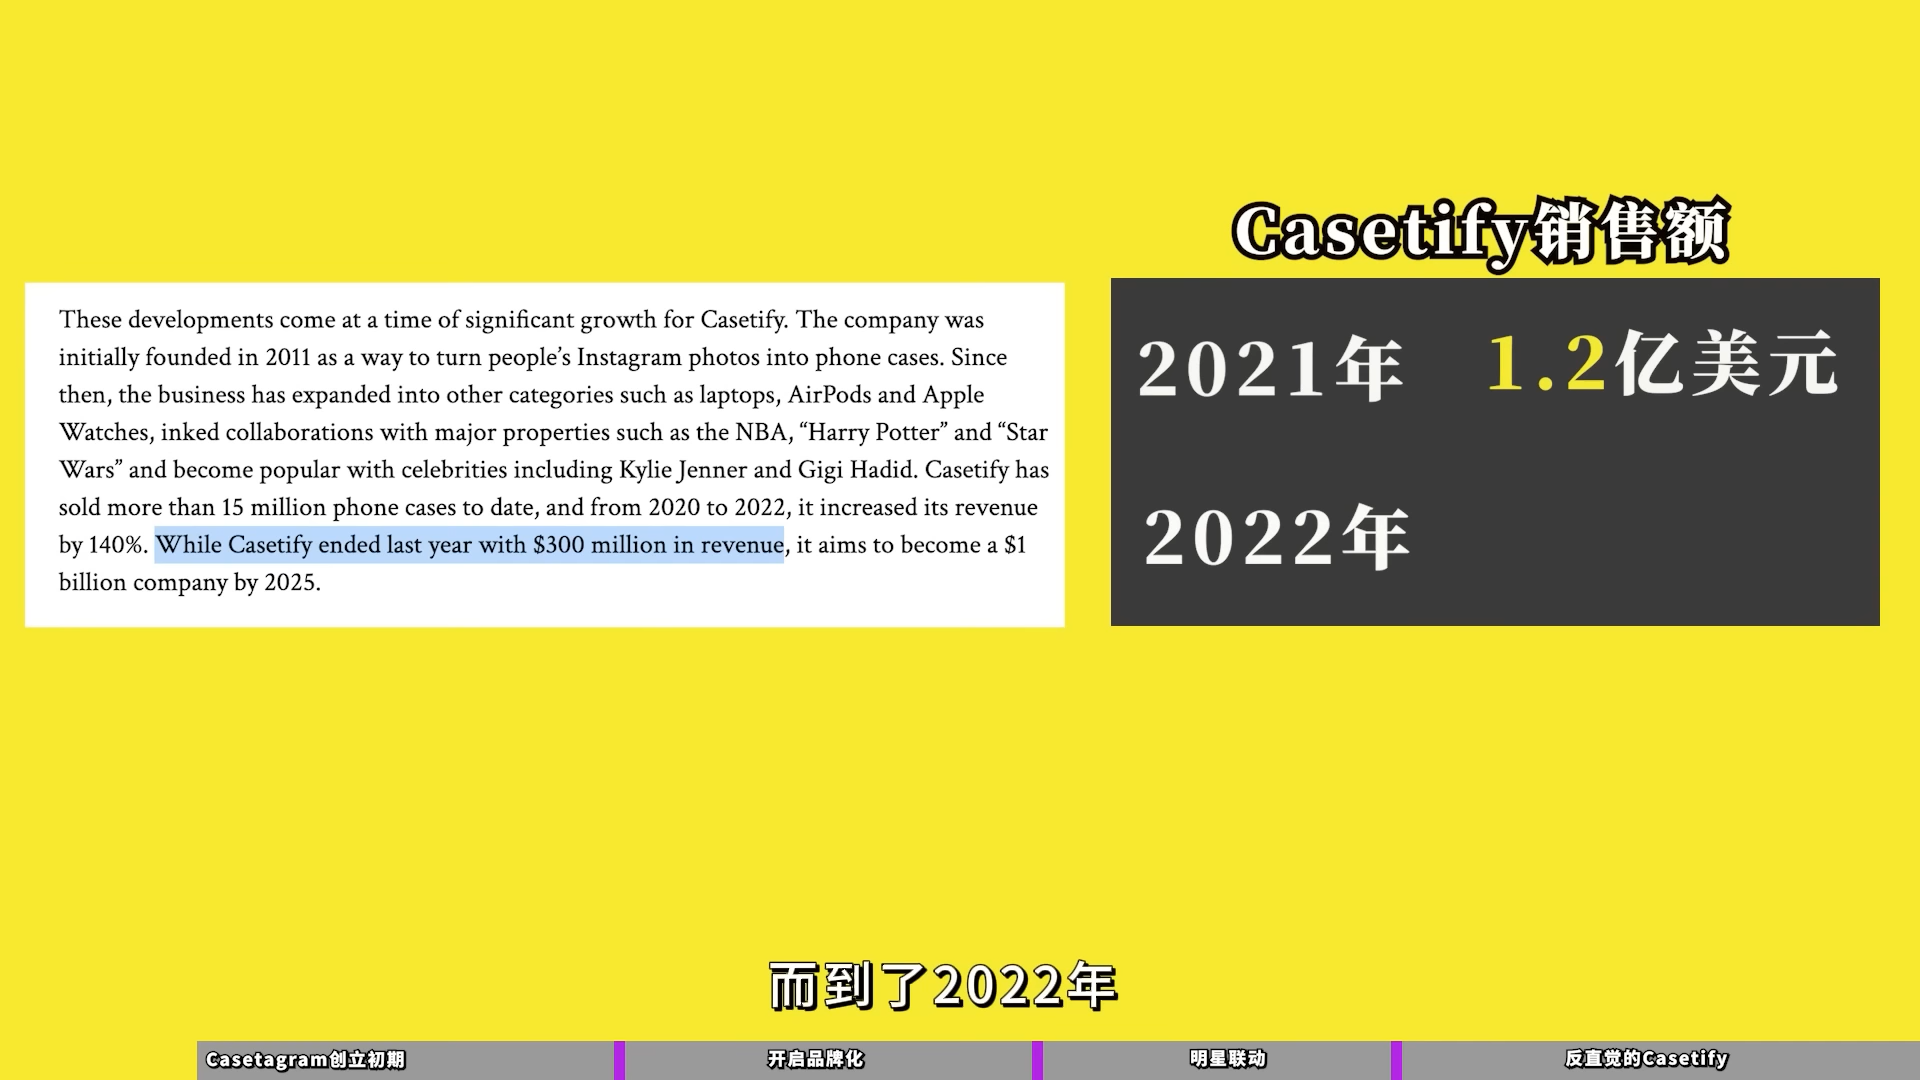 Casetify销售额
These developments come at a time of significant growth for Casetify. The company was
initially founded in 2011 as a way to turn people’s Instagram photos into phone cases. Since
then, the business has expanded into other categories such as laptops, AirPods and Apple
Watches, inked collaborations with major properties such as the NBA, “Harry Potter” and “Star
Wars” and become popular with celebrities including Kylie Jenner and Gigi Hadid. Casetify has
sold more than 15 million phone cases to date, and from 2020 to 2022, it increased its revenue
by 140%. While Casetify ended last year with $300 million in revenue, it aims to become a $1
billion company by 2025.
2021年 1.2亿美元
2022年
而到了2022年
Casetagram创立初期
开启品牌化
明星联动
反直觉的Casetify